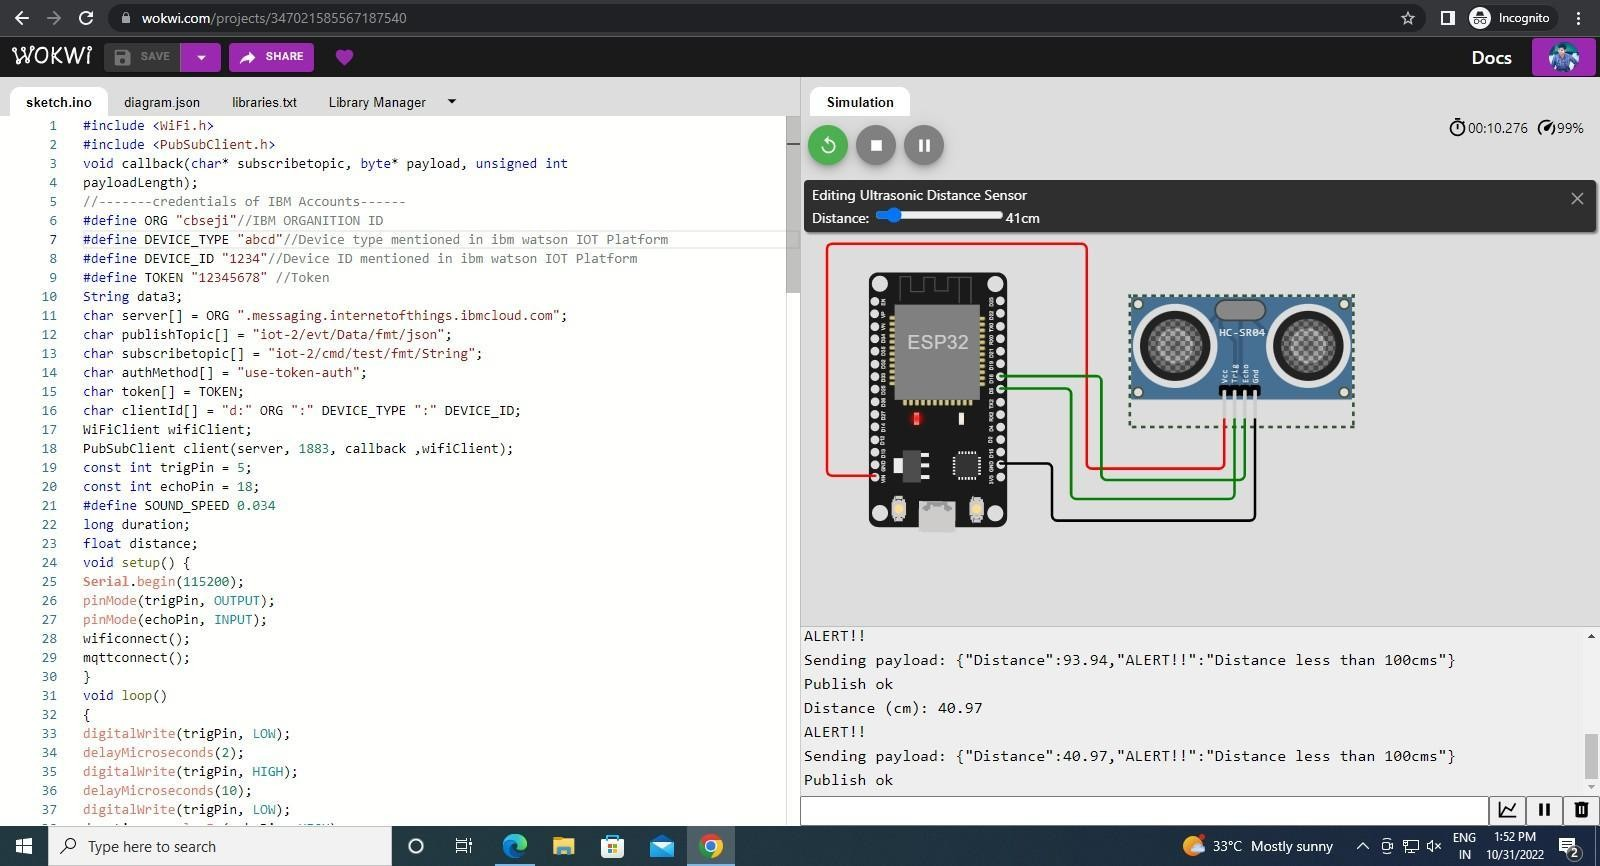 wokwi.com/projects/347021585567187540
Incognito
WOKWi
SAVE
SHARE
Docs
sketch.ino
diagram.json
libraries.txt
Library Manager
1 #include <WiFi.h>
2 #include <PubSubClient.h>
3 void callback(char* subscribetopic, byte* payload, unsigned int
4 payloadLength);
5 //-------credentials of IBM Accounts------
6 #define ORG "cbseji"//IBM ORGANITION ID
7 #define DEVICE_TYPE "abcd"//Device type mentioned in ibm watson IOT Platform
8 #define DEVICE_ID "1234"//Device ID mentioned in ibm watson IOT Platform
9 #define TOKEN "12345678" //Token
10 String data3;
11 char server[] = ORG ".messaging.internetofthings.ibmcloud.com";
12 char publishTopic[] = "iot-2/evt/Data/fmt/json";
13 char subscribetopic[] = "iot-2/cmd/test/fmt/String";
14 char authMethod[] = "use-token-auth";
15 char token[] = TOKEN;
16 char clientId[] = "d:" ORG ":" DEVICE_TYPE ":" DEVICE_ID;
17 WiFiClient wifiClient;
18 PubSubClient client(server, 1883, callback ,wifiClient);
19 const int trigPin = 5;
20 const int echoPin = 18;
21 #define SOUND_SPEED 0.034
22 long duration;
23 float distance;
24 void setup() {
25 Serial.begin(115200);
26 pinMode(trigPin, OUTPUT);
27 pinMode(echoPin, INPUT);
28 wificonnect();
29 mqttconnect();
30 }
31 void loop()
32 {
33 digitalWrite(trigPin, LOW);
34 delayMicroseconds(2);
35 digitalWrite(trigPin, HIGH);
36 delayMicroseconds(10);
37 digitalWrite(trigPin, LOW);
Simulation
00:10.276
99%
Editing Ultrasonic Distance Sensor
Distance: 41cm
ESP32
HC-SR04
Vcc
Trig
Echo
Gnd
ALERT!!
Sending payload: {"Distance":93.94,"ALERT!!":"Distance less than 100cms"}
Publish ok
Distance (cm): 40.97
ALERT!!
Sending payload: {"Distance":40.97,"ALERT!!":"Distance less than 100cms"}
Publish ok
Type here to search
33°C Mostly sunny
ENG
IN
1:52 PM
10/31/2022
2